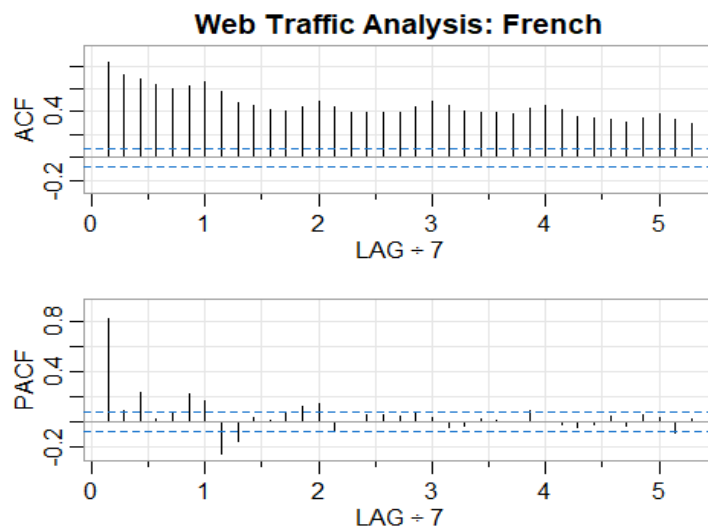 Web Traffic Analysis: French
ACF
0.4
-0.2
0 1 2 3 4 5
LAG ÷ 7
PACF
0.8
0.4
-0.2
0 1 2 3 4 5
LAG ÷ 7